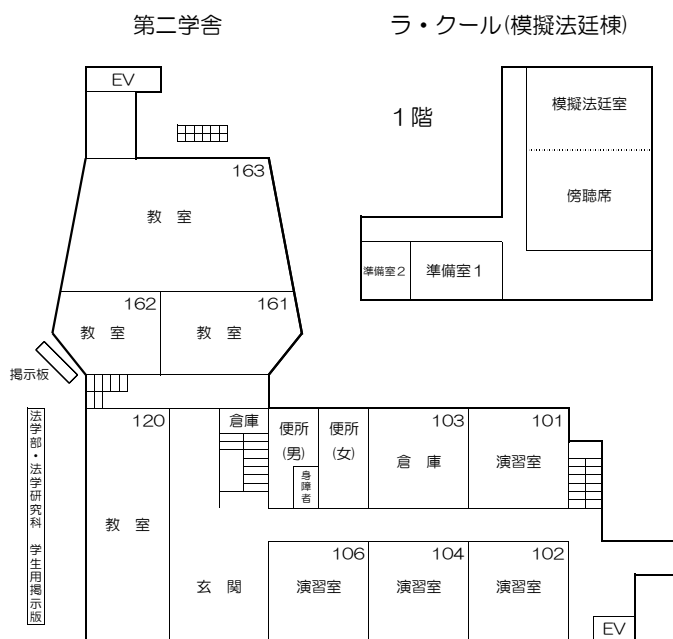 第二学舎
ラ・クール(模擬法廷棟)
EV
1階
模擬法廷室
傍聴席
準備室2
準備室1
163
教 室
162
教 室
161
教 室
掲示板
法学部・法学研究科 学生用掲示版
120
教 室
倉庫
便所
(男)
身障者
便所
(女)
103
倉 庫
101
演習室
玄 関
106
演習室
104
演習室
102
演習室
EV